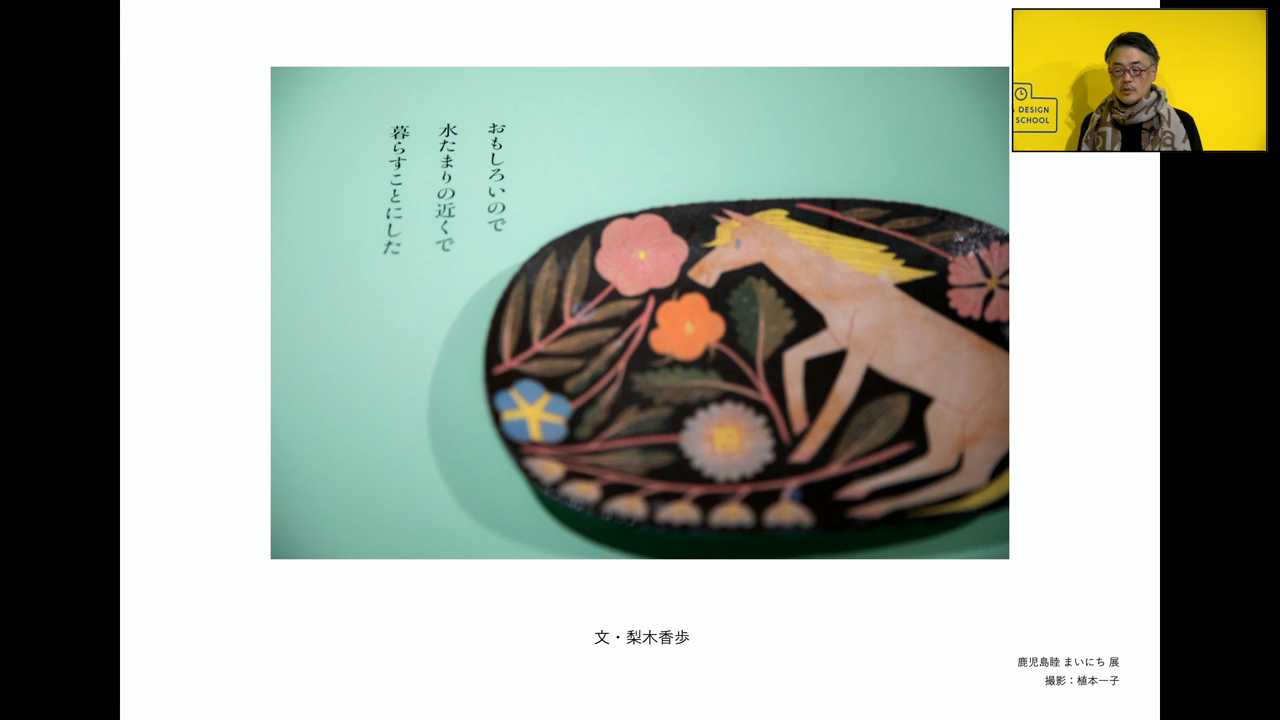 おもしろいので
水たまりの近くで
暮らすことにした
文・梨木香歩
鹿児島睦 まいにち 展
撮影：植本一子
DESIGN
SCHOOL